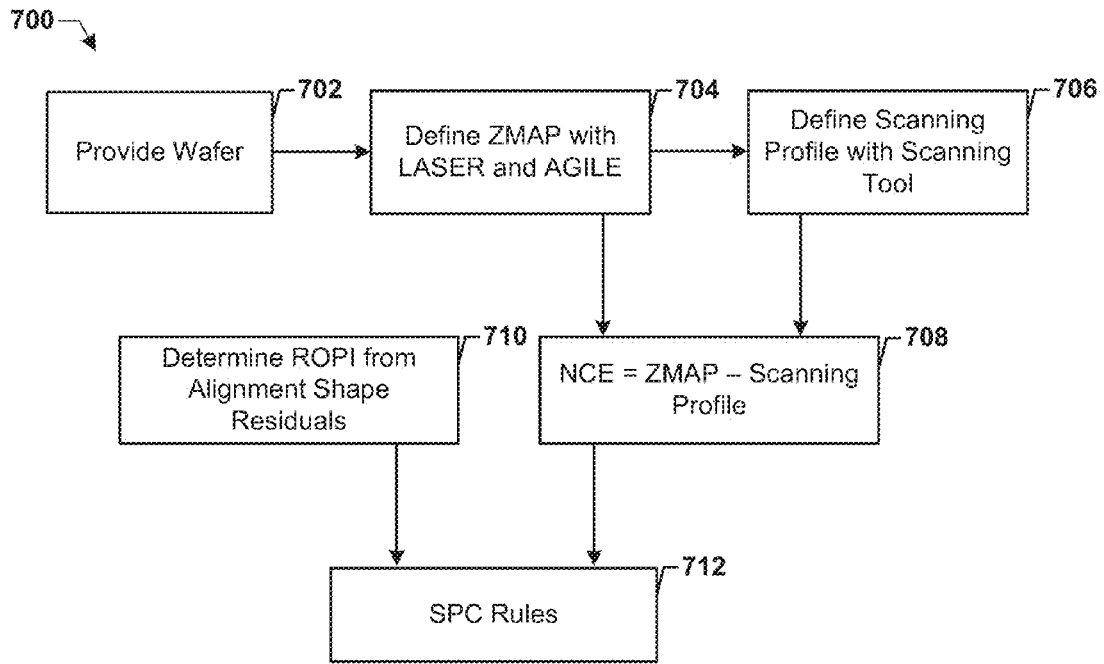 700
702
Provide Wafer
704
Define ZMAP with
LASER and AGILE
706
Define Scanning
Profile with Scanning
Tool
710
Determine ROPI from
Alignment Shape
Residuals
708
NCE = ZMAP – Scanning
Profile
712
SPC Rules